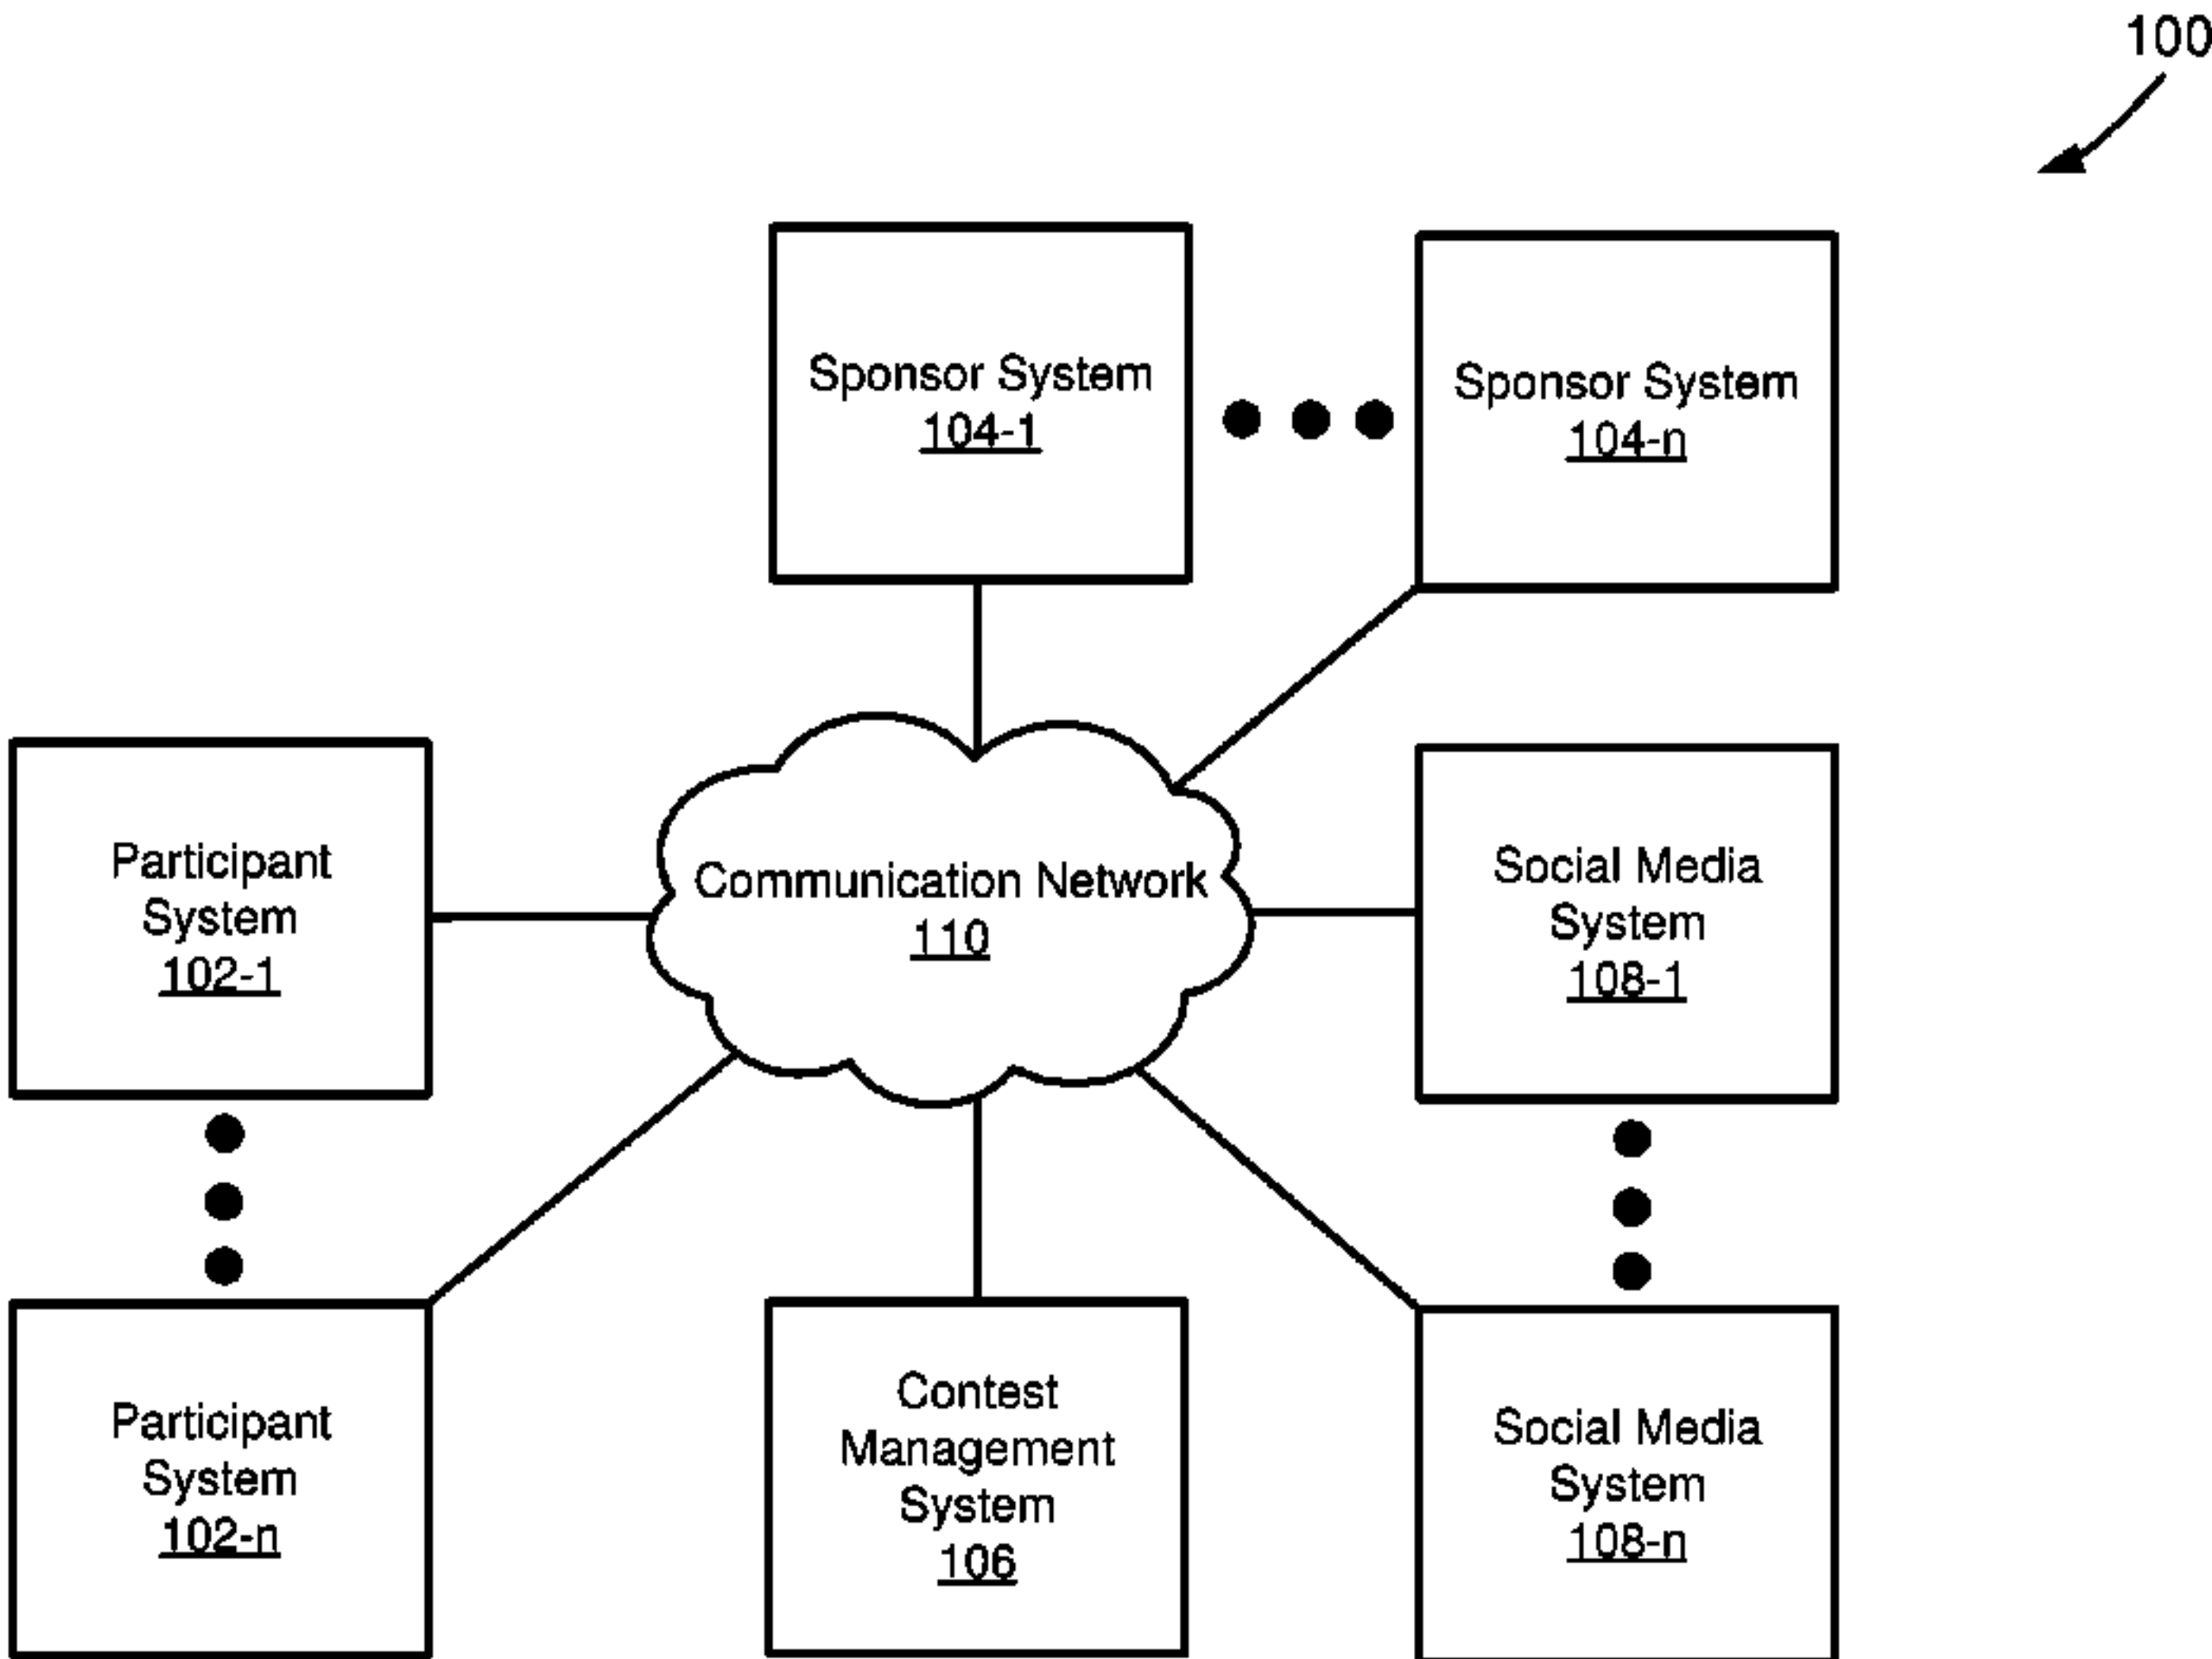 100
Sponsor System
104-1
Sponsor System
104-n
Participant
System
102-1
Communication Network
110
Social Media
System
108-1
Participant
System
102-n
Contest
Management
System
106
Social Media
System
108-n